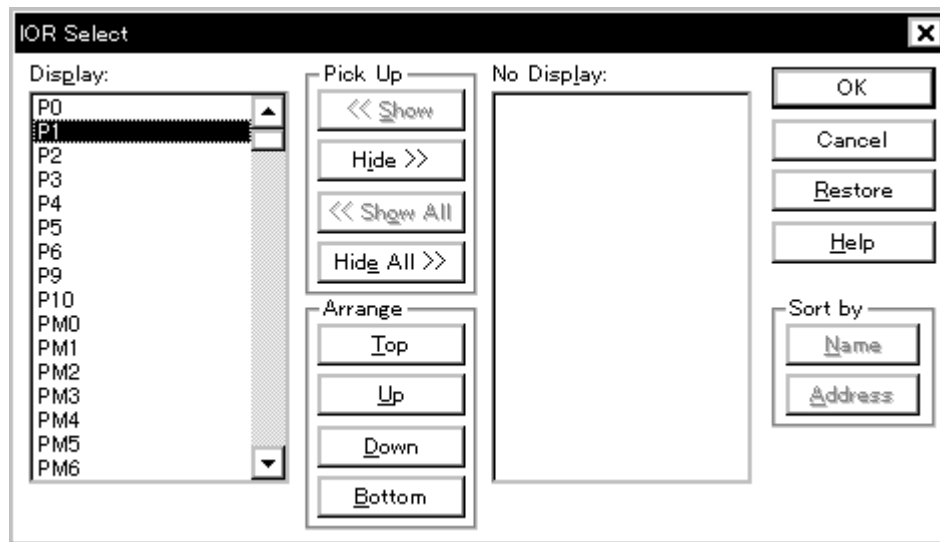 IOR Select
Display:
P0
P1
P2
P3
P4
P5
P6
P9
P10
PM0
PM1
PM2
PM3
PM4
PM5
PM6
Pick Up
<< Show
Hide >>
<< Show All
Hide All >>
Arrange
Top
Up
Down
Bottom
No Display:
OK
Cancel
Restore
Help
Sort by
Name
Address